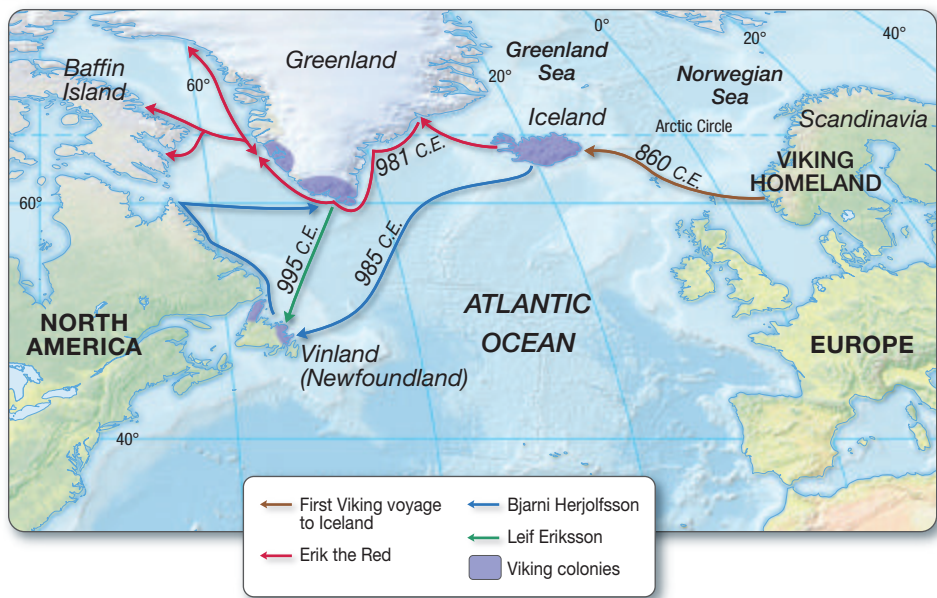 0°
20°
40°
Greenland
Sea
20°
Greenland
Baffin
Island
60°
Norwegian
Sea
Iceland
Arctic Circle
Scandinavia
VIKING
HOMELAND
981 C.E.
860 C.E.
60°
995 C.E.
985 C.E.
ATLANTIC
OCEAN
NORTH
AMERICA
EUROPE
Vinland
(Newfoundland)
40°
First Viking voyage
to Iceland
Erik the Red
Bjarni Herjolfsson
Leif Eriksson
Viking colonies